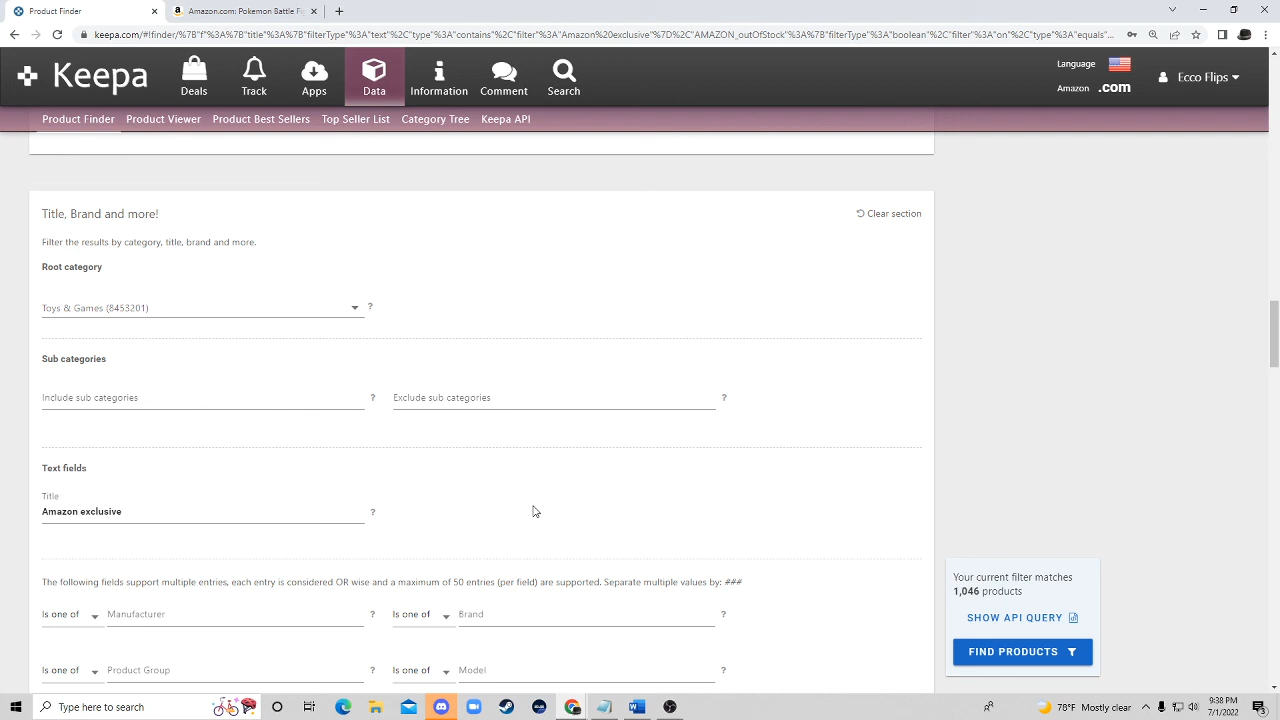 Product Finder
Amazon.com: Pokemon Battle Fi
keepa.com/#!finder/%7B"f"%3A%7B"title"%3A%7B"filterType"%3A"text"%2C"type"%3A"contains"%2C"filter"%3A"Amazon%20exclusive"%7D%2C"AMAZON_outOfStock"%3A%7B"filterType"%3A"boolean"%2C"filter"%3A"on"%2C"type"%3A"equals"...
Keepa
Deals
Track
Apps
Data
Information
Comment
Search
Language
Amazon .com
Ecco Flips
Product Finder Product Viewer Product Best Sellers Top Seller List Category Tree Keepa API
Title, Brand and more!
Clear section
Filter the results by category, title, brand and more.
Root category
Toys & Games (8453201) ?
Sub categories
Include sub categories ? Exclude sub categories ?
Text fields
Title
Amazon exclusive ?
The following fields support multiple entries, each entry is considered OR wise and a maximum of 50 entries (per field) are supported. Separate multiple values by: ###
Is one of Manufacturer ? Is one of Brand ?
Is one of Product Group ? Is one of Model ?
Your current filter matches
1,046 products
SHOW API QUERY
FIND PRODUCTS
Type here to search
78°F Mostly clear
9:38 PM
7/1/2022